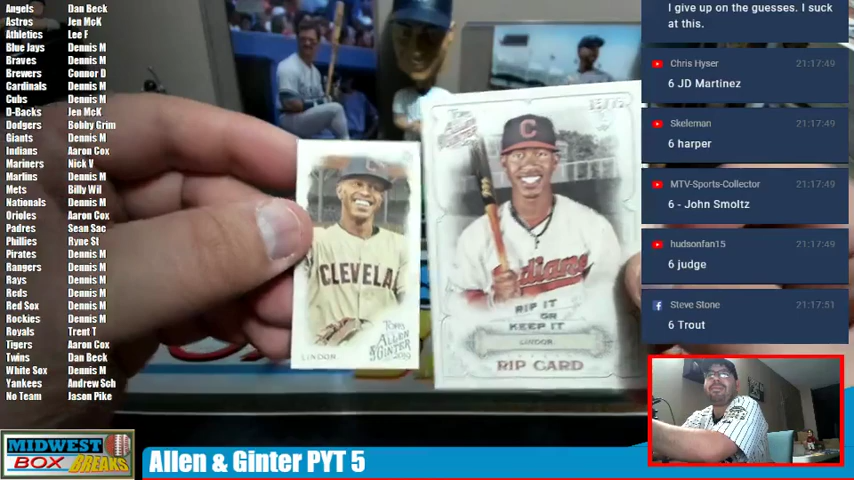 Angels Dan Beck
Astros Jen McK
Athletics Lee F
Blue Jays Dennis M
Braves Dennis M
Brewers Connor D
Cardinals Dennis M
Cubs Dennis M
D-Backs Jen McK
Dodgers Bobby Grim
Giants Dennis M
Indians Aaron Cox
Mariners Nick V
Marlins Dennis M
Mets Billy Wil
Nationals Dennis M
Orioles Aaron Cox
Padres Sean Sac
Phillies Ryne St
Pirates Dennis M
Rangers Dennis M
Rays Dennis M
Reds Dennis M
Red Sox Dennis M
Rockies Dennis M
Royals Trent T
Tigers Aaron Cox
Twins Dan Beck
White Sox Dennis M
Yankees Andrew Sch
No Team Jason Pike
CLEVELA
LINDOR
Topps
ALLEN
& GINTER
2019
Topps
ALLEN
& GINTER
C
Indians
RIP IT
OR
KEEP IT
LINDOR
RIP CARD
I give up on the guesses. I suck
at this.
Chris Hyser 21:17:49
6 JD Martinez
Skeleman 21:17:49
6 harper
MTV-Sports-Collector 21:17:49
6 - John Smoltz
hudsonfan15 21:17:49
6 judge
Steve Stone 21:17:51
6 Trout
MIDWEST
BOX BREAKS
Allen & Ginter PYT 5